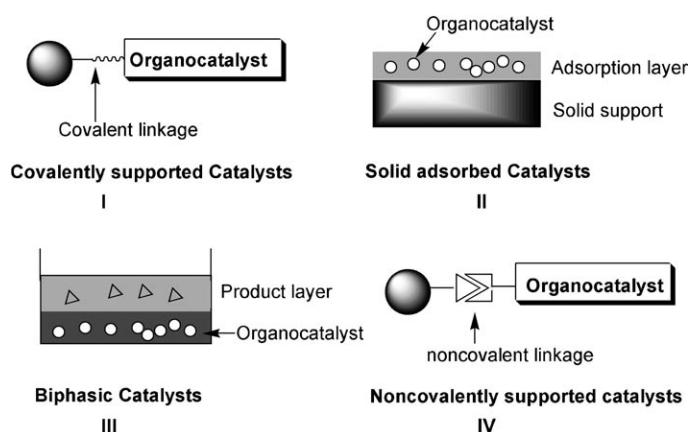 Organocatalyst
Covalent linkage
Covalently supported Catalysts
I
Organocatalyst
Adsorption layer
Solid support
Solid adsorbed Catalysts
II
Product layer
Organocatalyst
Biphasic Catalysts
III
Organocatalyst
noncovalent linkage
Noncovalently supported catalysts
IV